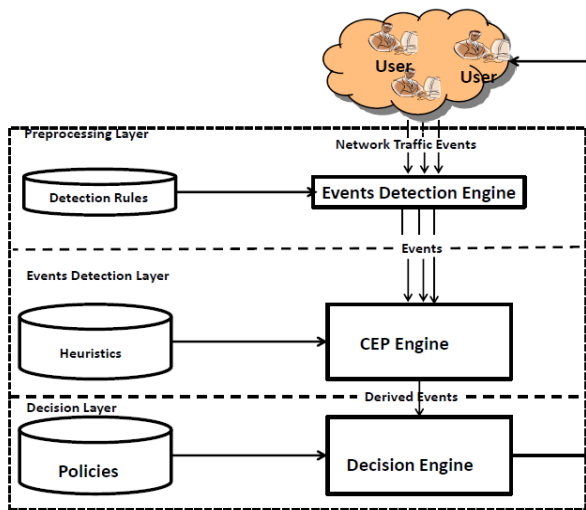 User
User
Preprocessing Layer
Network Traffic Events
Detection Rules
Events Detection Engine
Events
Events Detection Layer
Heuristics
CEP Engine
Derived Events
Decision Layer
Policies
Decision Engine